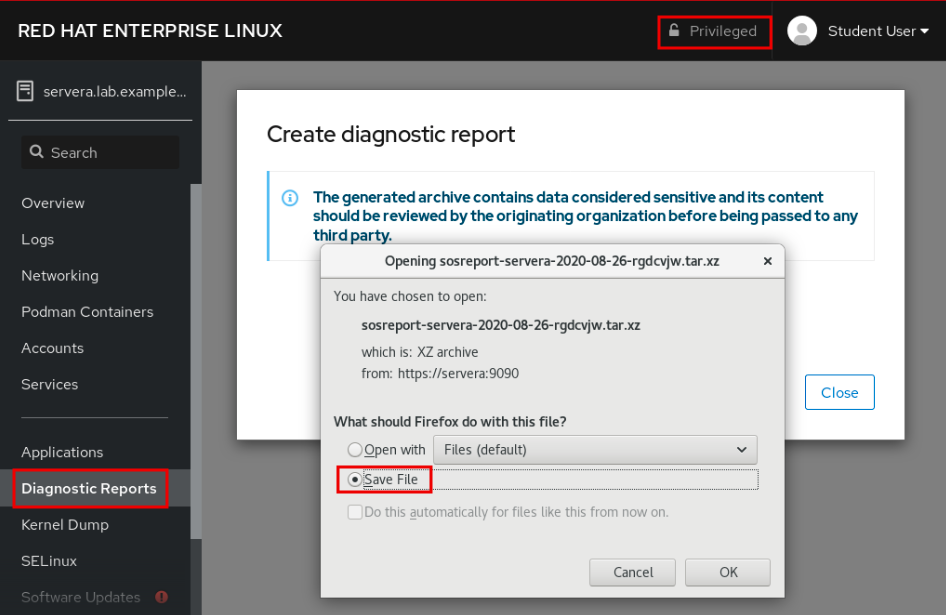 RED HAT ENTERPRISE LINUX
Privileged
Student User
servera.lab.example...
Search
Overview
Logs
Networking
Podman Containers
Accounts
Services
Applications
Diagnostic Reports
Kernel Dump
SELinux
Software Updates
Create diagnostic report
The generated archive contains data considered sensitive and its content
should be reviewed by the originating organization before being passed to any
third party.
Close
Opening sosreport-servera-2020-08-26-rgdcvjw.tar.xz
You have chosen to open:
sosreport-servera-2020-08-26-rgdcvjw.tar.xz
which is: XZ archive
from: https://servera:9090
What should Firefox do with this file?
Open with Files (default)
Save File
Do this automatically for files like this from now on.
Cancel OK